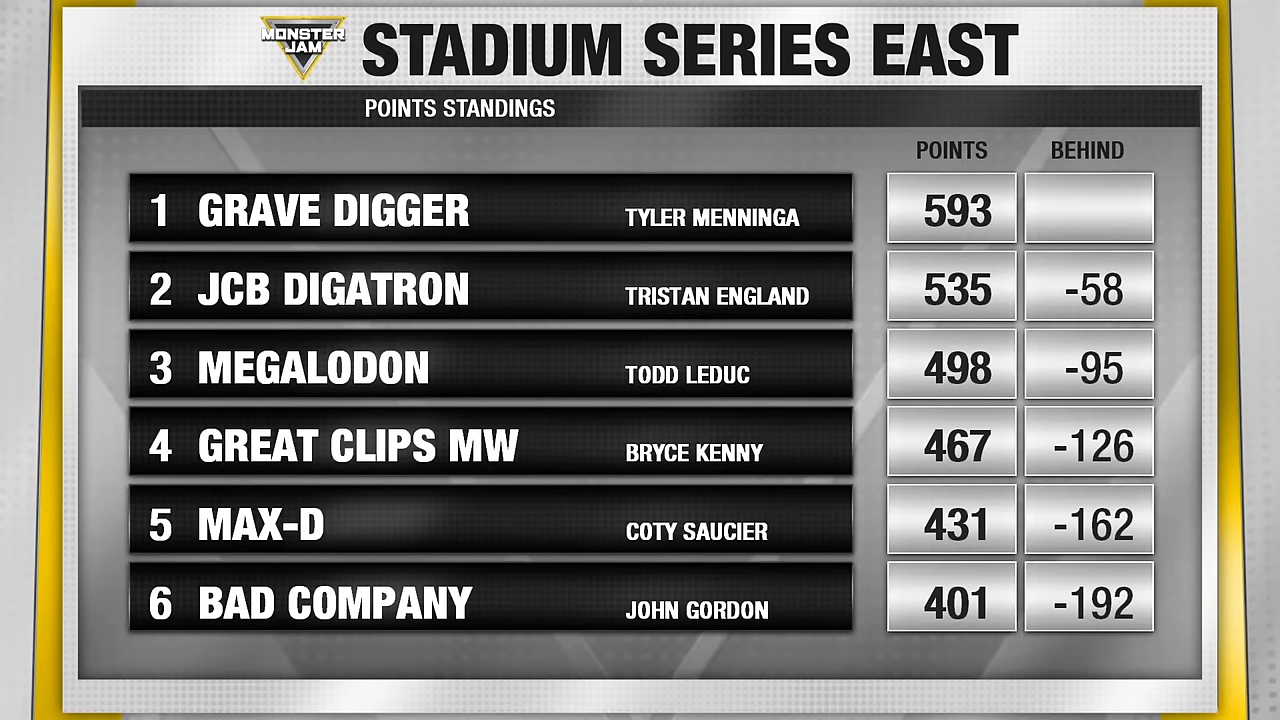 MONSTER JAM STADIUM SERIES EAST
POINTS STANDINGS
POINTS BEHIND
1 GRAVE DIGGER TYLER MENNINGA 593
2 JCB DIGATRON TRISTAN ENGLAND 535 -58
3 MEGALODON TODD LEDUC 498 -95
4 GREAT CLIPS MW BRYCE KENNY 467 -126
5 MAX-D COTY SAUCIER 431 -162
6 BAD COMPANY JOHN GORDON 401 -192